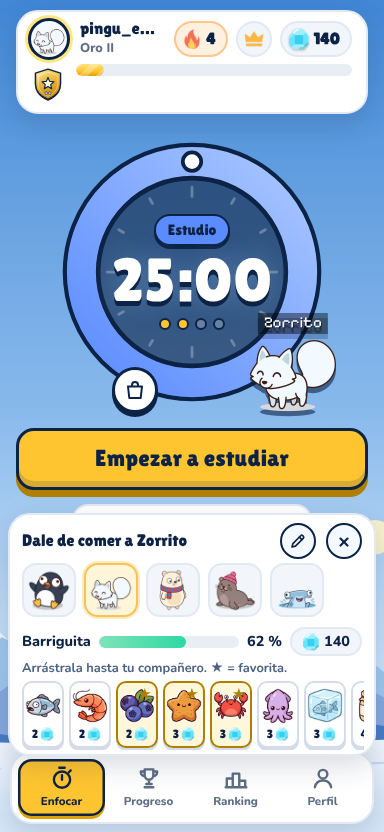 pingu_e...
Oro II
4
140
Estudio
25:00
Zorrito
Empezar a estudiar
Dale de comer a Zorrito
Barriguita 62 % 140
Arrástrala hasta tu compañero. ★ = favorita.
2 2 2 3 3 3 3
Enfocar Progreso Ranking Perfil